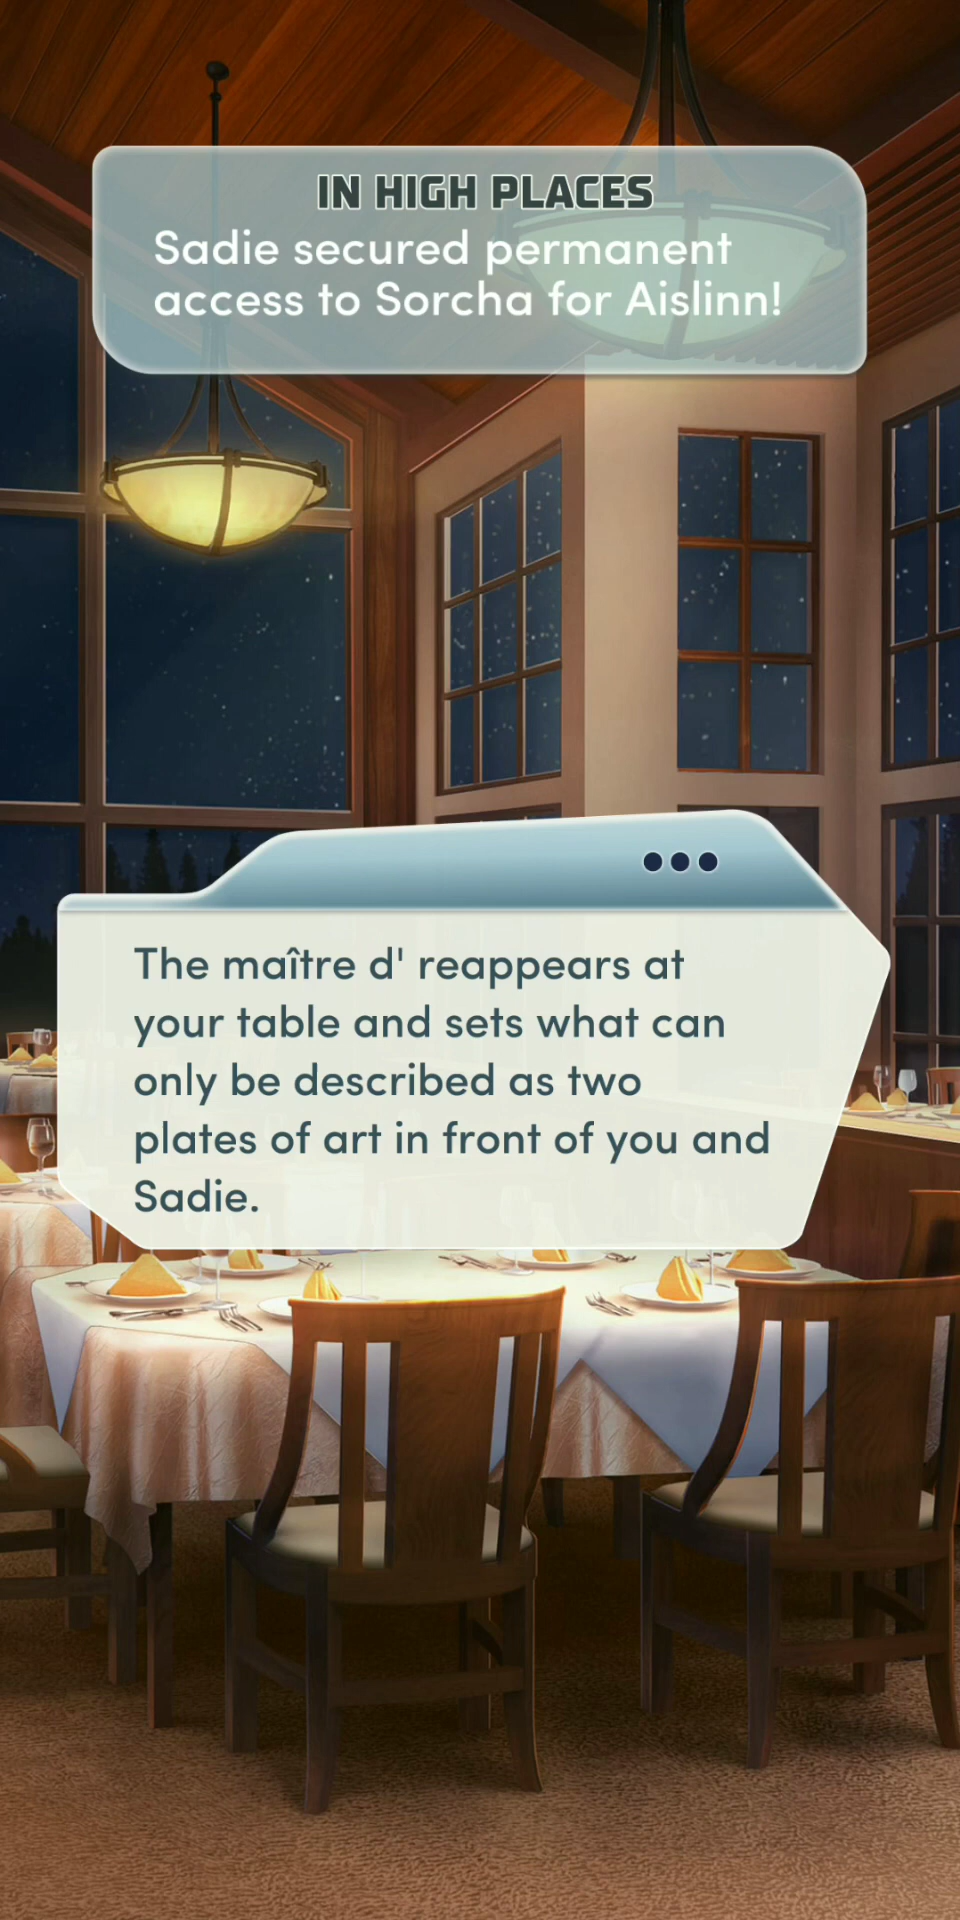 IN HIGH PLACES
Sadie secured permanent
access to Sorcha for Aislinn!
The maître d' reappears at
your table and sets what can
only be described as two
plates of art in front of you and
Sadie.